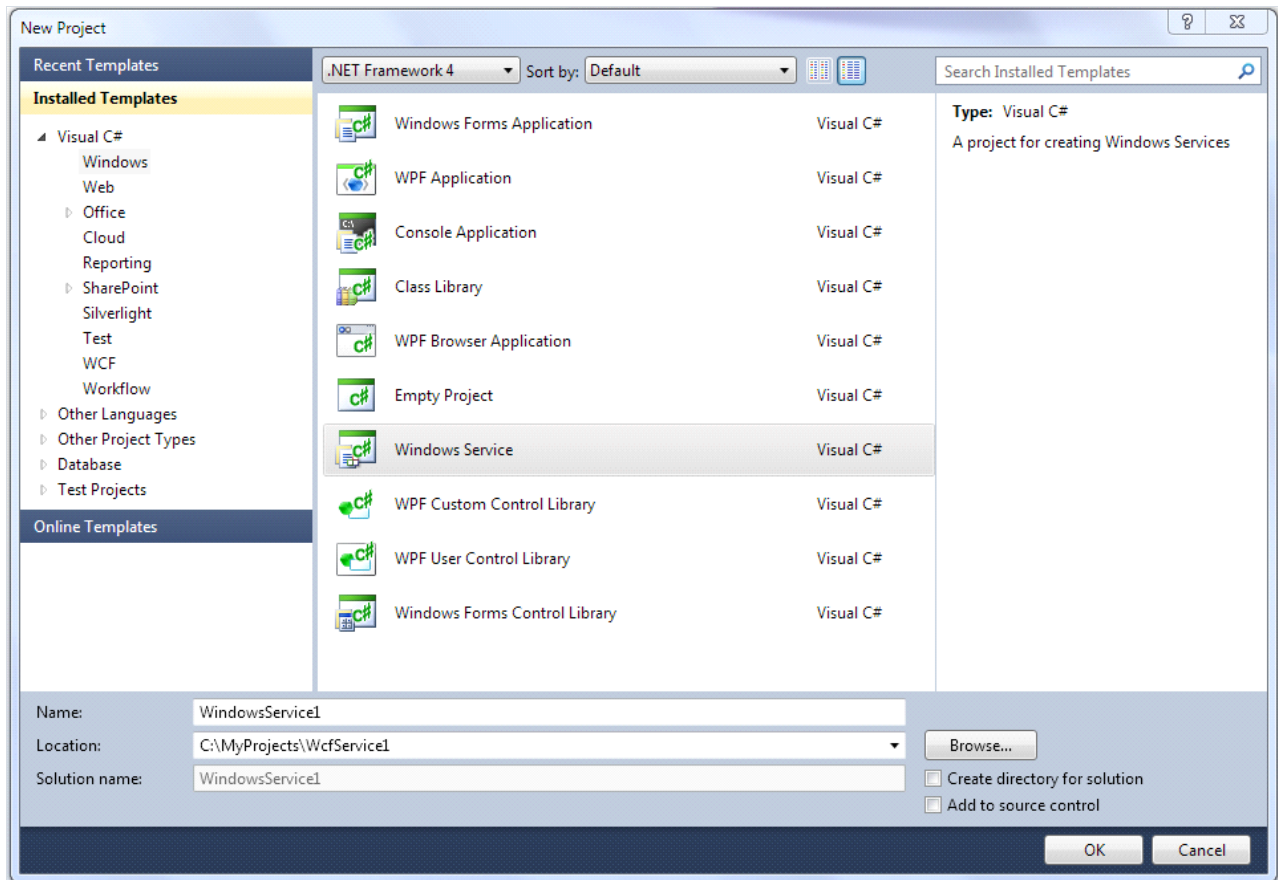 New Project
Recent Templates
Installed Templates
Visual C#
Windows
Web
Office
Cloud
Reporting
SharePoint
Silverlight
Test
WCF
Workflow
Other Languages
Other Project Types
Database
Test Projects
Online Templates
.NET Framework 4 Sort by: Default
Windows Forms Application Visual C#
WPF Application Visual C#
Console Application Visual C#
Class Library Visual C#
WPF Browser Application Visual C#
Empty Project Visual C#
Windows Service Visual C#
WPF Custom Control Library Visual C#
WPF User Control Library Visual C#
Windows Forms Control Library Visual C#
Search Installed Templates
Type: Visual C#
A project for creating Windows Services
Name: WindowsService1
Location: C:\MyProjects\WcfService1 Browse...
Solution name: WindowsService1 Create directory for solution
Add to source control
OK Cancel